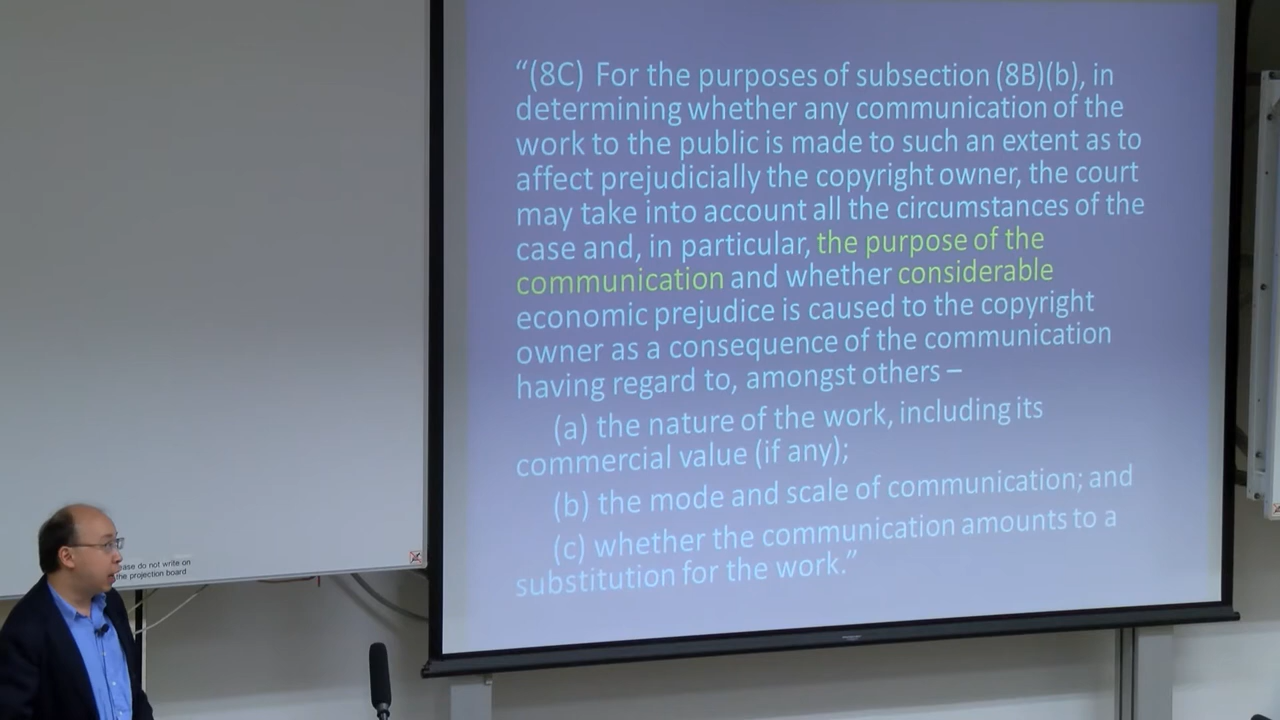 “(8C) For the purposes of subsection (8B)(b), in
determining whether any communication of the
work to the public is made to such an extent as to
affect prejudicially the copyright owner, the court
may take into account all the circumstances of the
case and, in particular, the purpose of the
communication and whether considerable
economic prejudice is caused to the copyright
owner as a consequence of the communication
having regard to, amongst others –
(a) the nature of the work, including its
commercial value (if any);
(b) the mode and scale of communication; and
(c) whether the communication amounts to a
substitution for the work.”
do not write on
the projection board